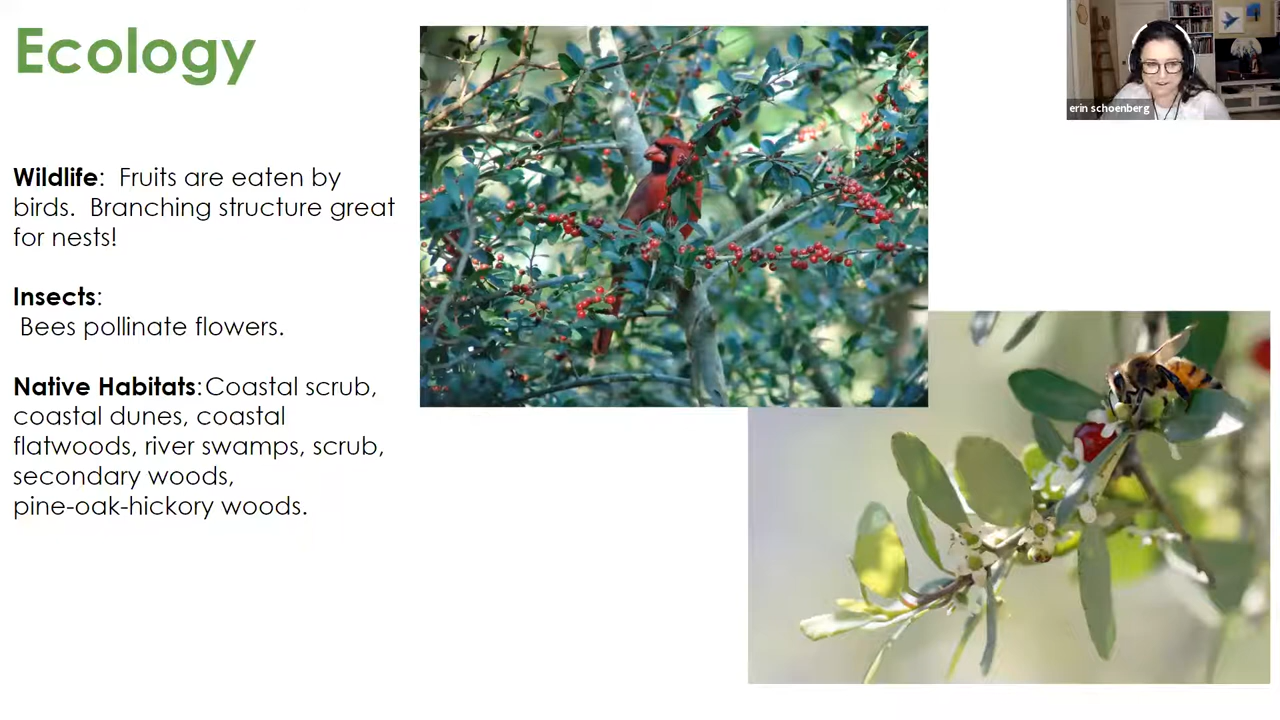 Ecology
erin schoenberg
Wildlife: Fruits are eaten by
birds. Branching structure great
for nests!
Insects:
Bees pollinate flowers.
Native Habitats: Coastal scrub,
coastal dunes, coastal
flatwoods, river swamps, scrub,
secondary woods,
pine-oak-hickory woods.